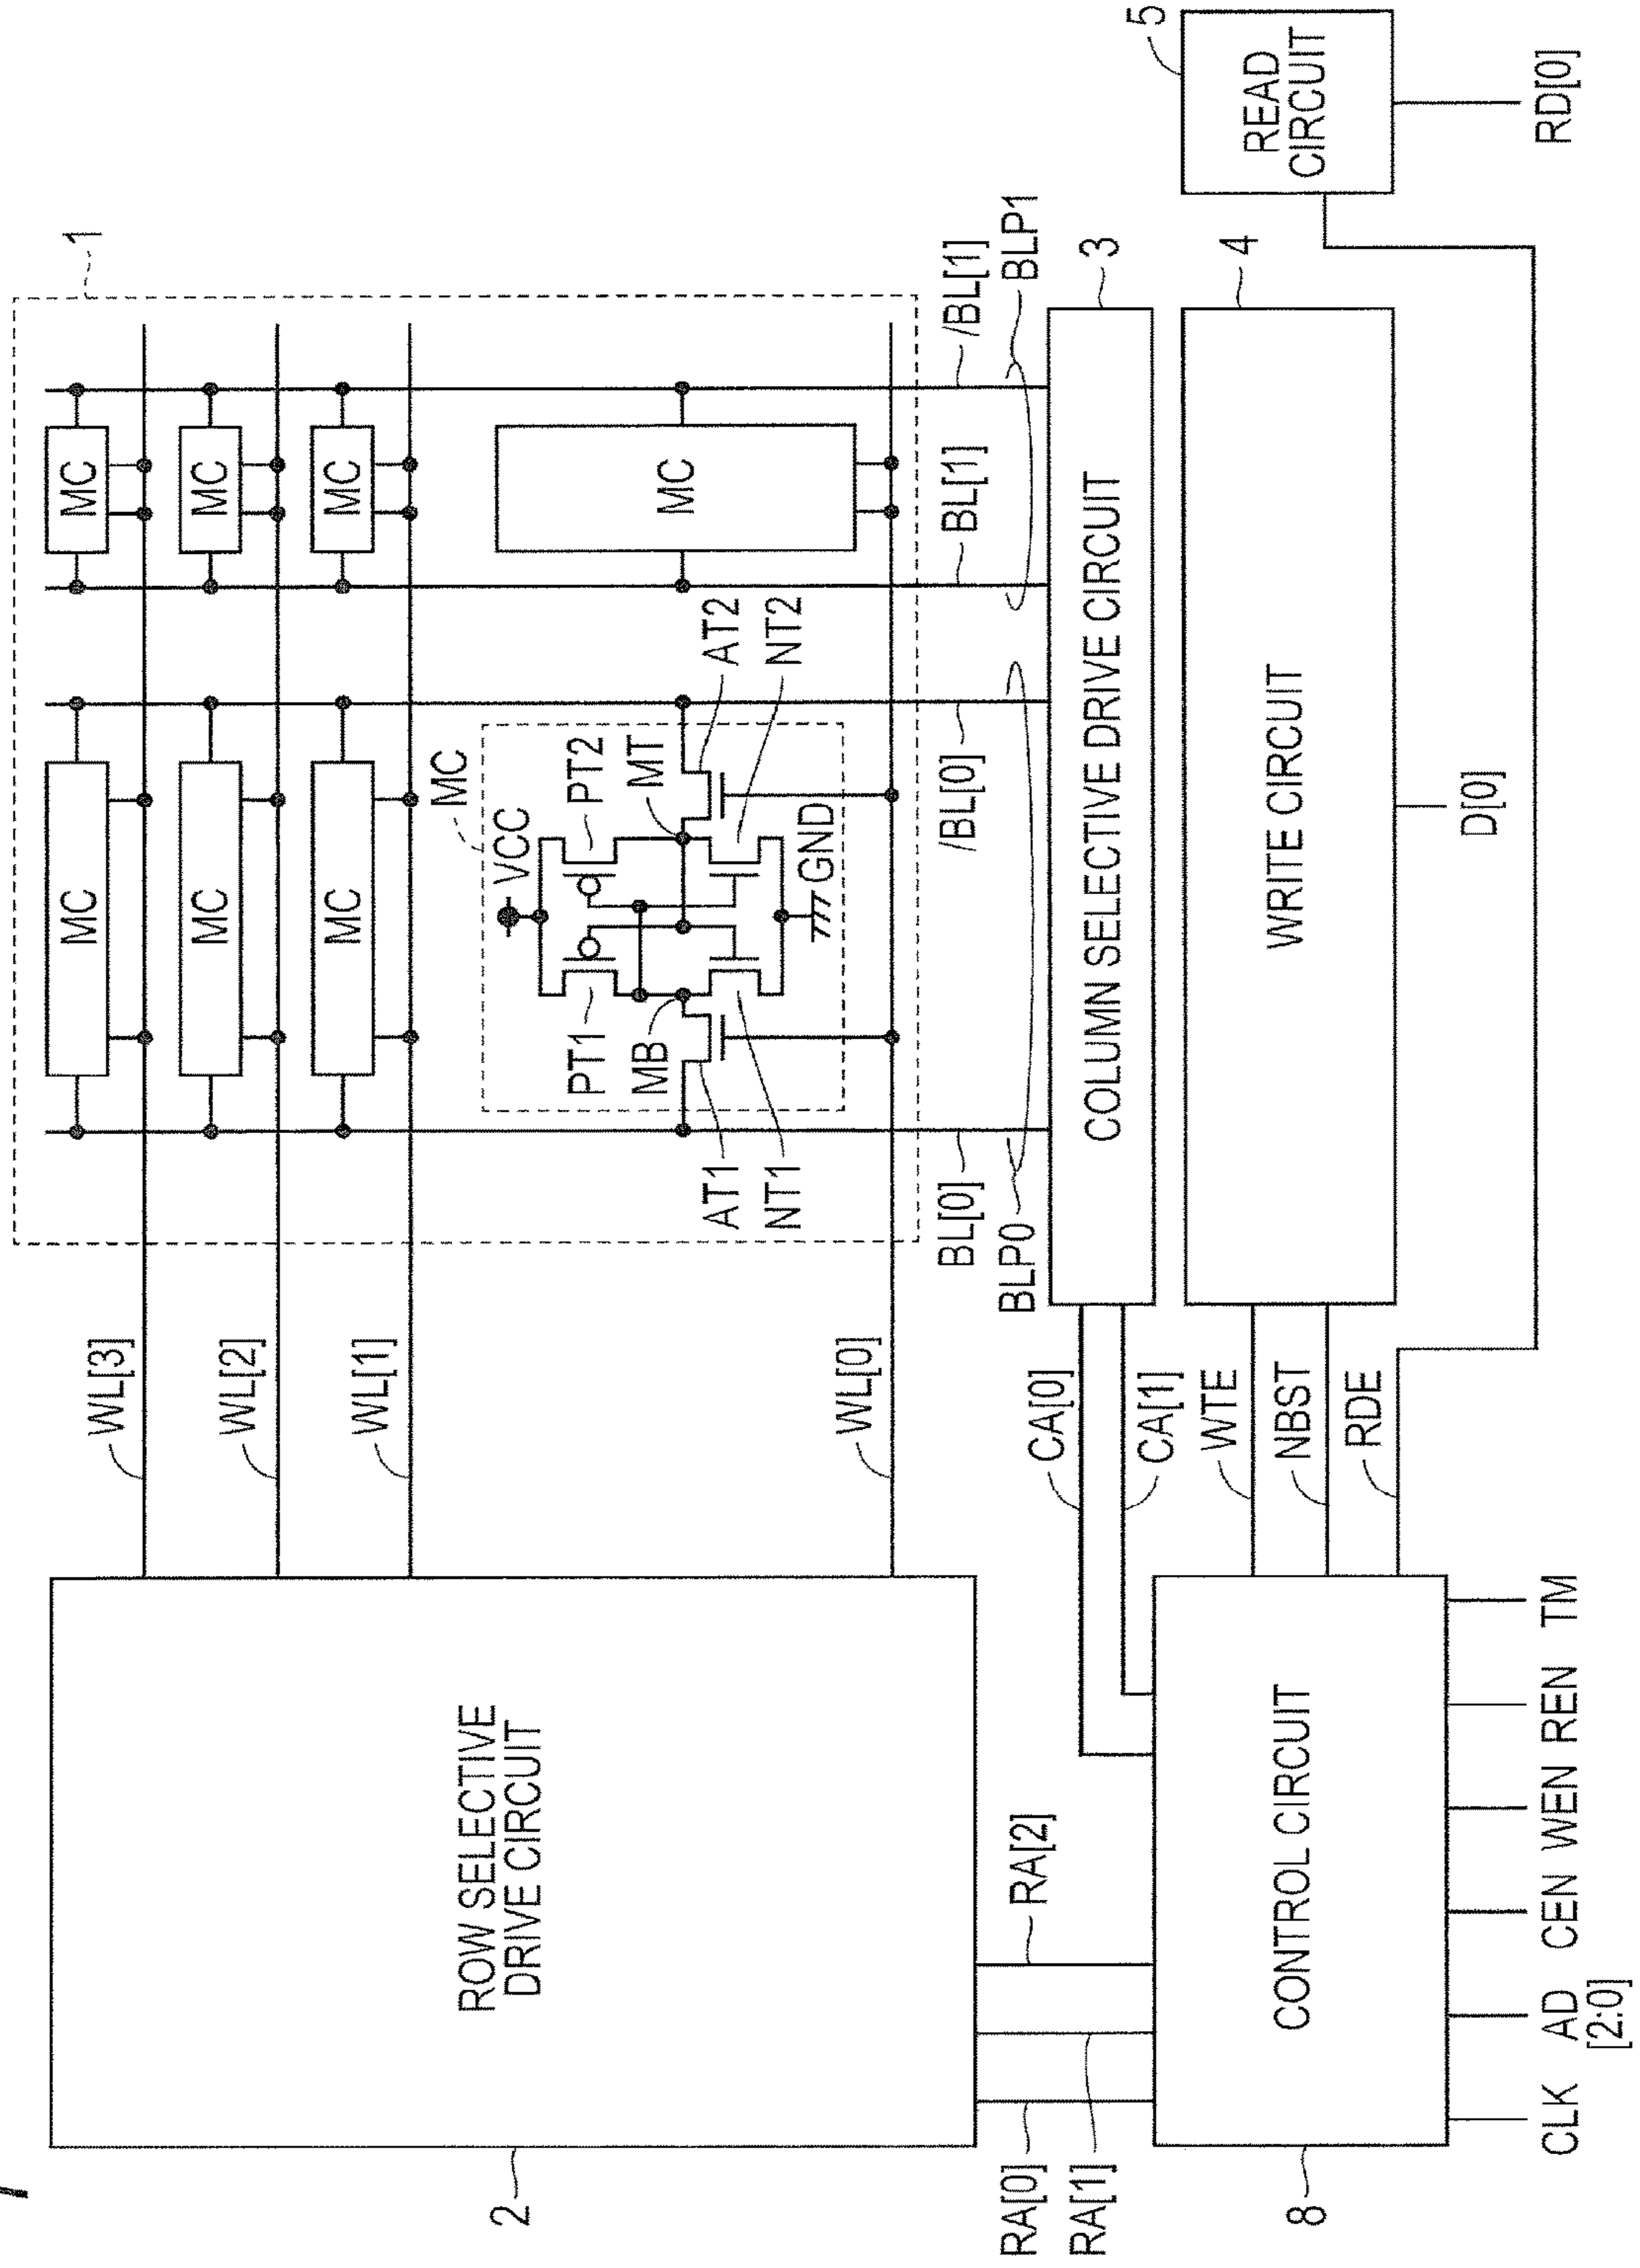 1
2
ROW SELECTIVE
DRIVE CIRCUIT
WL[3]
WL[2]
WL[1]
WL[0]
MC
MC
MC
MC
MC
MC
MC
MC
VCC
PT1
PT2
MB
MT
GND
AT1
NT1
AT2
NT2
BL[0]
/BL[0]
BL[1]
/BL[1]
BLP0
BLP1
RA[0]
RA[1]
RA[2]
CA[0]
CA[1]
COLUMN SELECTIVE DRIVE CIRCUIT
3
8
CONTROL CIRCUIT
WTE
NBST
RDE
WRITE CIRCUIT
4
D[0]
5
READ
CIRCUIT
RD[0]
CLK
AD
[2:0]
CEN
WEN
REN
TM